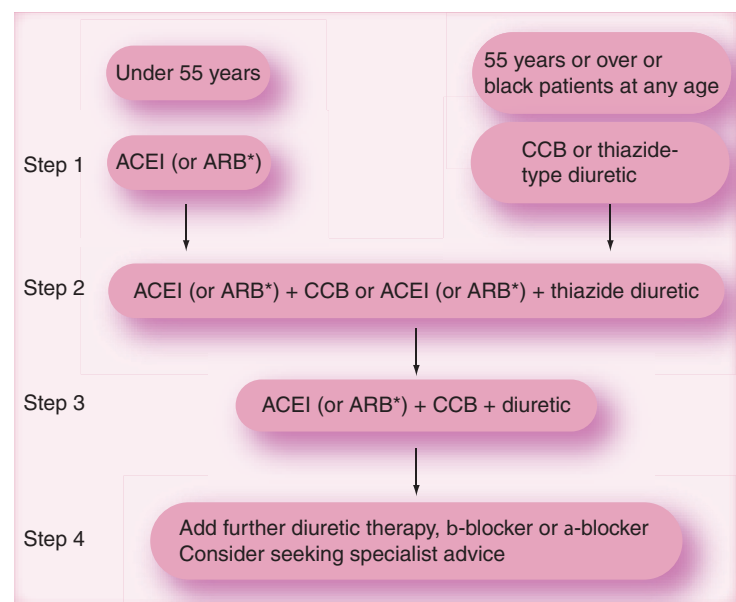 Under 55 years
55 years or over or
black patients at any age
Step 1
ACEI (or ARB*)
CCB or thiazide-
type diuretic
Step 2
ACEI (or ARB*) + CCB or ACEI (or ARB*) + thiazide diuretic
Step 3
ACEI (or ARB*) + CCB + diuretic
Step 4
Add further diuretic therapy, b-blocker or a-blocker
Consider seeking specialist advice